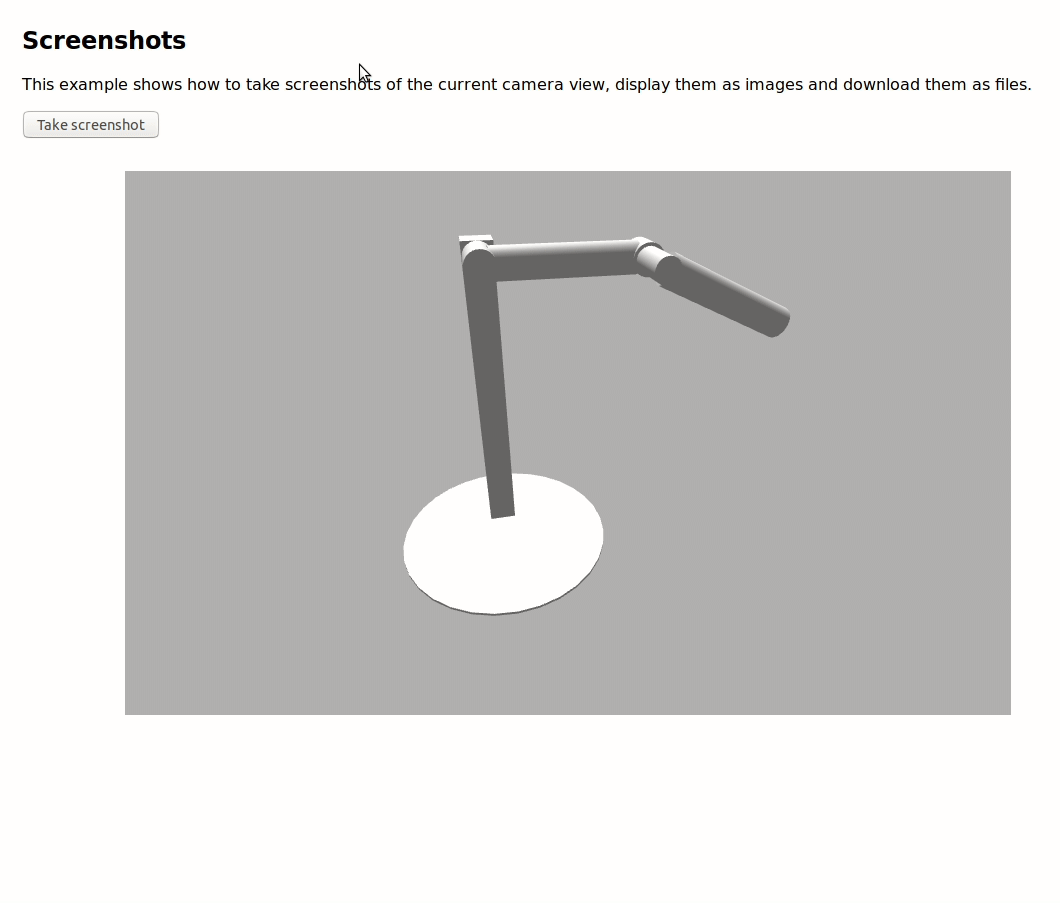 Screenshots
This example shows how to take screenshots of the current camera view, display them as images and download them as files.
Take screenshot